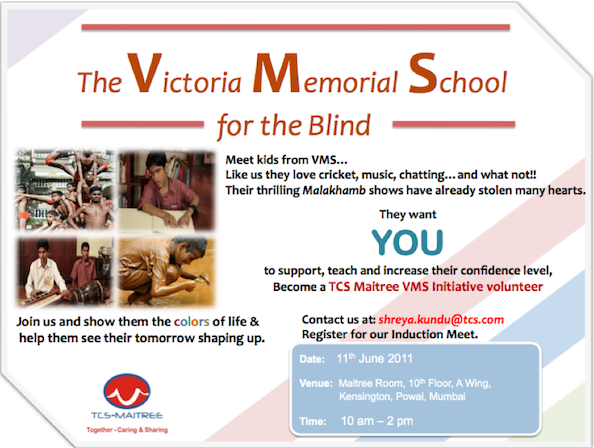 The Victoria Memorial School
for the Blind
Meet kids from VMS...
Like us they love cricket, music, chatting...and what not!!
Their thrilling Malakhamb shows have already stolen many hearts.
They want
YOU
to support, teach and increase their confidence level,
Become a TCS Maitree VMS Initiative volunteer
Join us and show them the colors of life &
help them see their tomorrow shaping up.
Contact us at: shreya.kundu@tcs.com
Register for our Induction Meet.
Date: 11th June 2011
Venue: Maitree Room, 10th Floor, A Wing,
Kensington, Powai, Mumbai
Time: 10 am – 2 pm
TCS-MAITREE
Together - Caring & Sharing